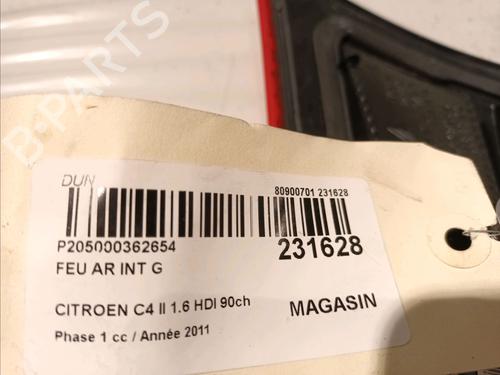 B-PARTS
DUN
80900701 231628
P205000362654
231628
FEU AR INT G
CITROEN C4 II 1.6 HDI 90ch
MAGASIN
Phase 1 cc / Année 2011